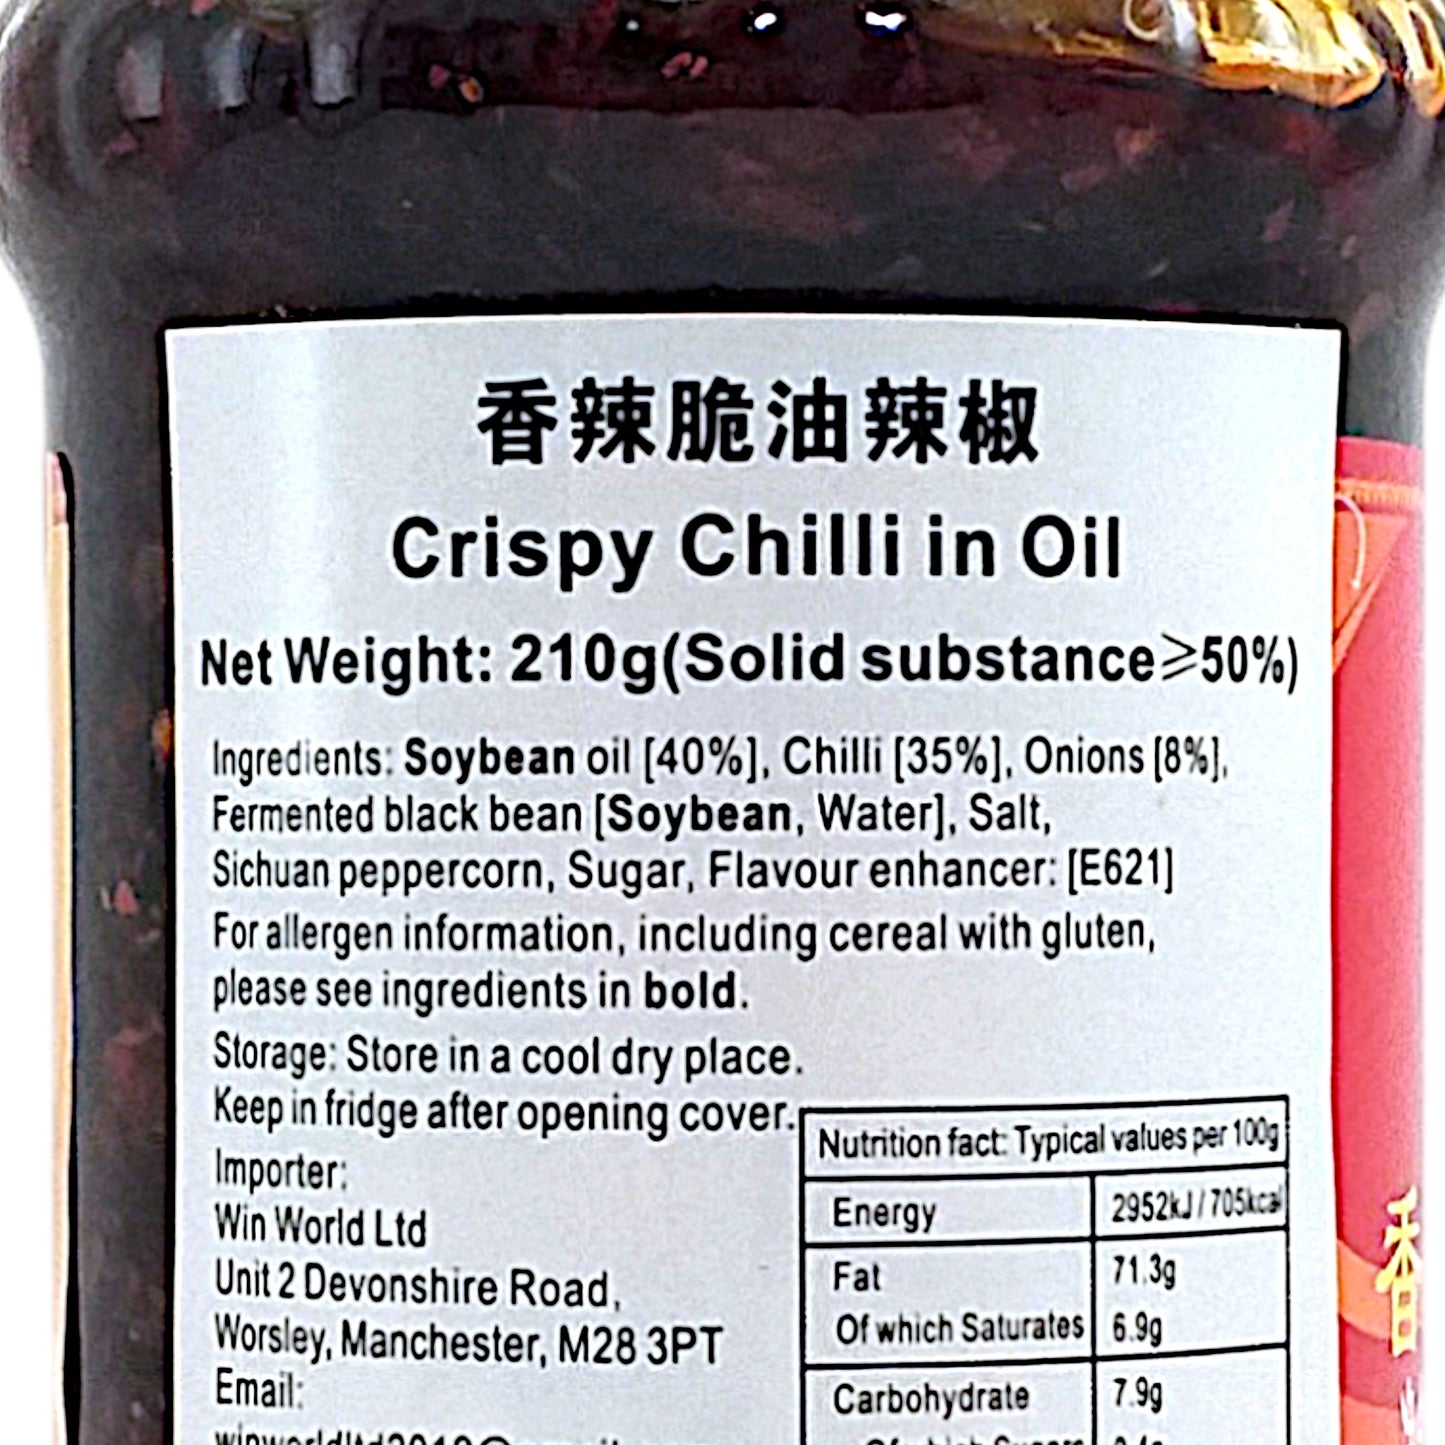 香辣脆油辣椒
Crispy Chilli in Oil
Net Weight: 210g(Solid substance⩾50%)
Ingredients: Soybean oil [40%], Chilli [35%], Onions [8%],
Fermented black bean [Soybean, Water], Salt,
Sichuan peppercorn, Sugar, Flavour enhancer: [E621]
For allergen information, including cereal with gluten,
please see ingredients in bold.
Storage: Store in a cool dry place.
Keep in fridge after opening cover.
Importer:
Win World Ltd
Unit 2 Devonshire Road,
Worsley, Manchester, M28 3PT
Email:
Nutrition fact: Typical values per 100g
Energy 2952kJ / 705kcal
Fat 71.3g
Of which Saturates 6.9g
Carbohydrate 7.9g
Of which Sugars
香